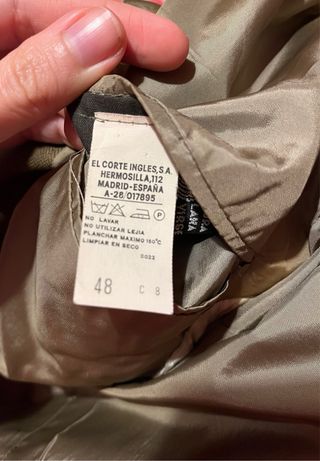 EL CORTE INGLES, S.A.
HERMOSILLA, 112
MADRID-ESPAÑA
A-28/017895
P
NO LAVAR
NO UTILIZAR LEJIA
PLANCHAR MAXIMO 150°C
LIMPIAR EN SECO
5022
48 C 8